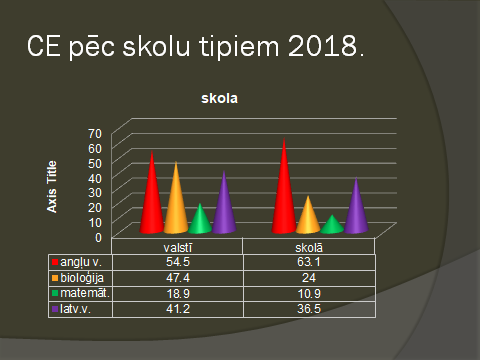 CE pēc skolu tipiem 2018.
skola
Axis Title
70
60
50
40
30
20
10
0
valstī skolā
angļu v. 54.5 63.1
bioloģija 47.4 24
matemāt. 18.9 10.9
latv.v. 41.2 36.5